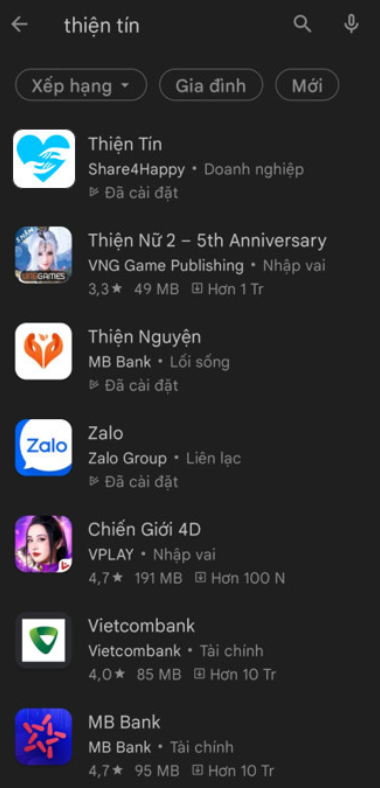 thiện tín
Xếp hạng
Gia đình
Mới
Thiện Tín
Share4Happy • Doanh nghiệp
Đã cài đặt
Thiện Nữ 2 – 5th Anniversary
VNG Game Publishing • Nhập vai
3,3★ 49 MB Hơn 1 Tr
Thiện Nguyện
MB Bank • Lối sống
Đã cài đặt
Zalo
Zalo
Zalo Group • Liên lạc
Đã cài đặt
Chiến Giới 4D
VPLAY • Nhập vai
4,7★ 191 MB Hơn 100 N
Vietcombank
Vietcombank • Tài chính
4,0★ 85 MB Hơn 10 Tr
MB Bank
MB Bank • Tài chính
4,7★ 95 MB Hơn 10 Tr